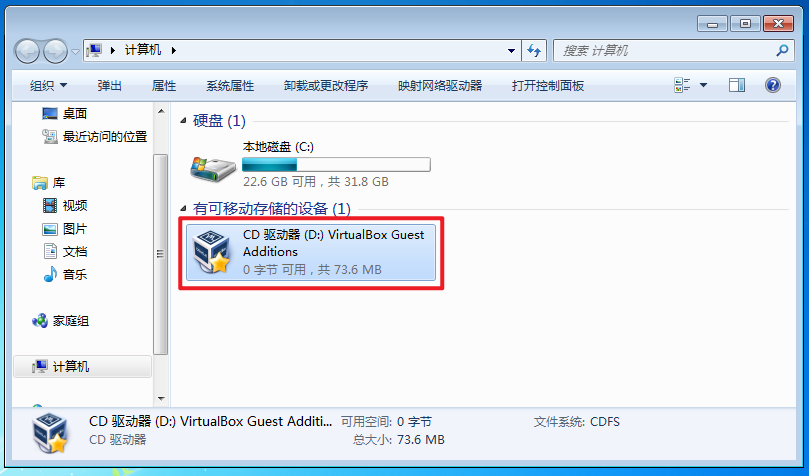 计算机
搜索 计算机
组织 弹出 属性 系统属性 卸载或更改程序 映射网络驱动器 打开控制面板
桌面
最近访问的位置
库
视频
图片
文档
音乐
家庭组
计算机
硬盘 (1)
本地磁盘 (C:)
22.6 GB 可用，共 31.8 GB
有可移动存储的设备 (1)
CD 驱动器 (D:) VirtualBox Guest
Additions
0 字节 可用，共 73.6 MB
CD 驱动器 (D:) VirtualBox Guest Additi... 可用空间: 0 字节 文件系统: CDFS
CD 驱动器 总大小: 73.6 MB